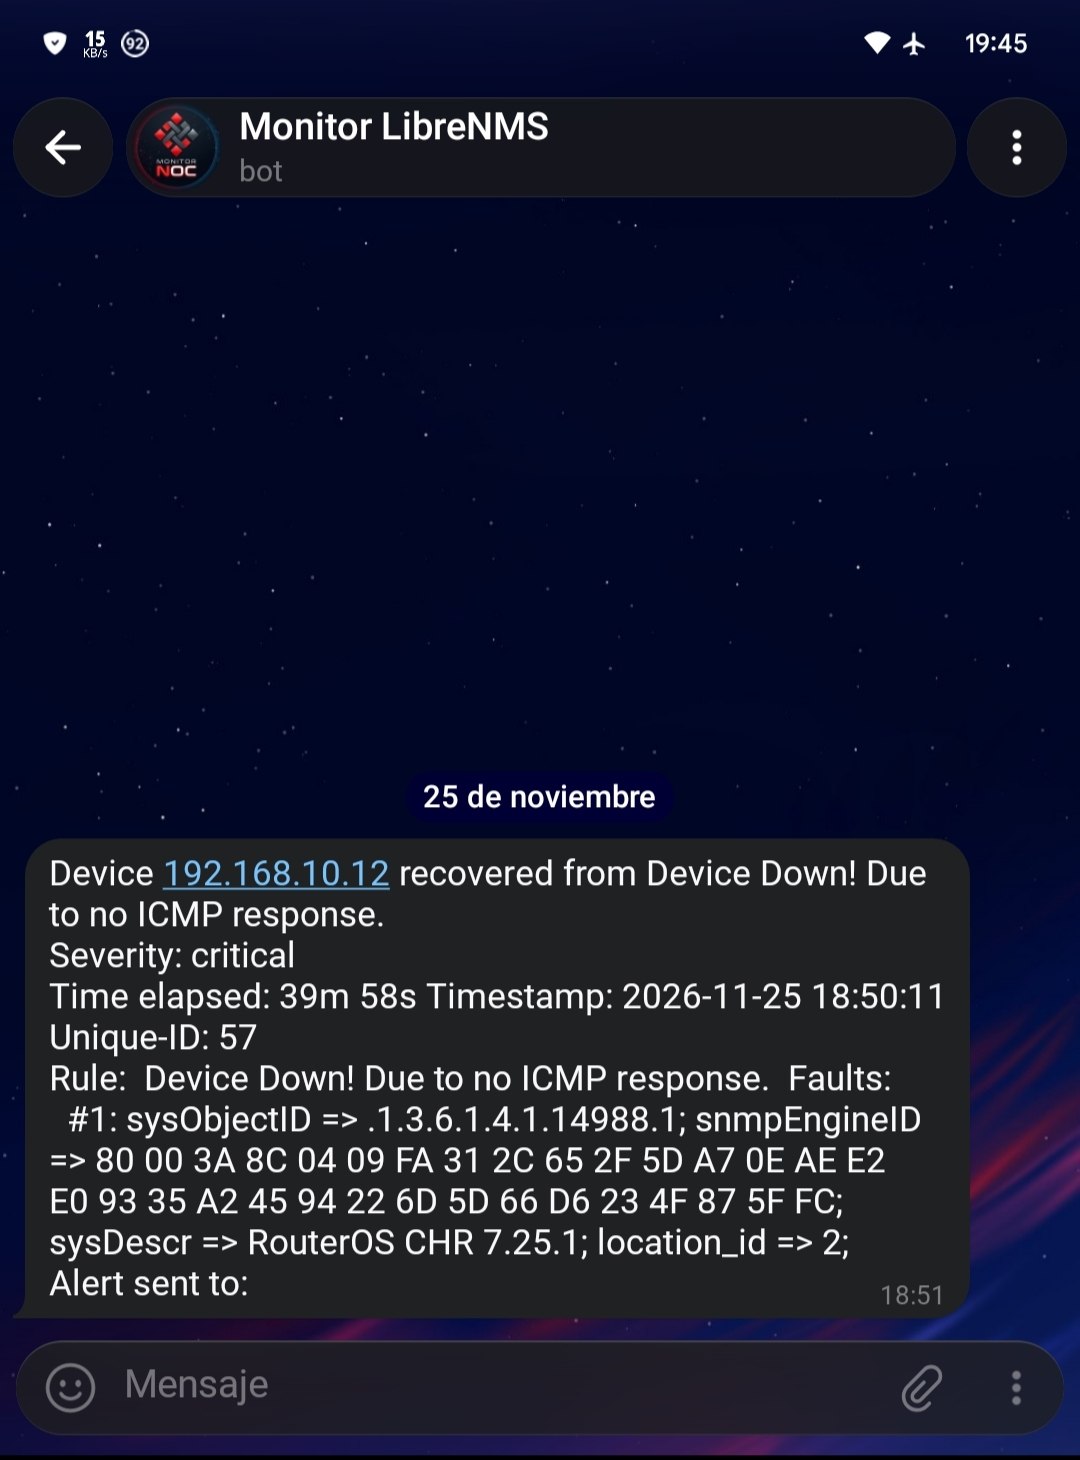 15
KB/s
92
19:45
Monitor LibreNMS
bot
MONITOR
NOC
25 de noviembre
Device 192.168.10.12 recovered from Device Down! Due
to no ICMP response.
Severity: critical
Time elapsed: 39m 58s Timestamp: 2026-11-25 18:50:11
Unique-ID: 57
Rule:  Device Down! Due to no ICMP response.  Faults:
#1: sysObjectID => .1.3.6.1.4.1.14988.1; snmpEngineID
=> 80 00 3A 8C 04 09 FA 31 2C 65 2F 5D A7 0E AE E2
E0 93 35 A2 45 94 22 6D 5D 66 D6 23 4F 87 5F FC;
sysDescr => RouterOS CHR 7.25.1; location_id => 2;
Alert sent to:
18:51
Mensaje